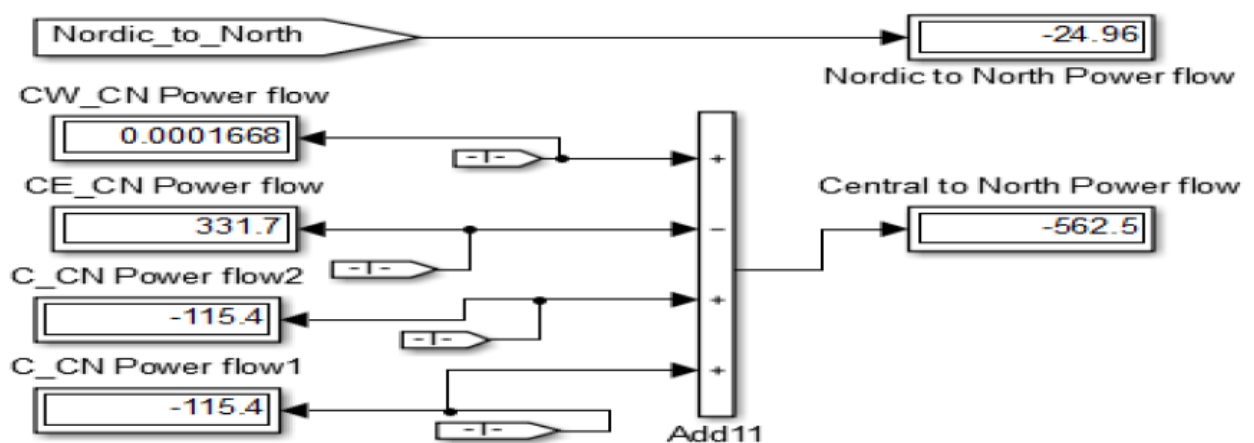 Nordic_to_North
-24.96
Nordic to North Power flow
CW_CN Power flow
0.0001668
-T-
+
CE_CN Power flow
331.7
-T-
−
Central to North Power flow
-562.5
C_CN Power flow2
-115.4
-T-
+
C_CN Power flow1
-115.4
-T-
+
Add11